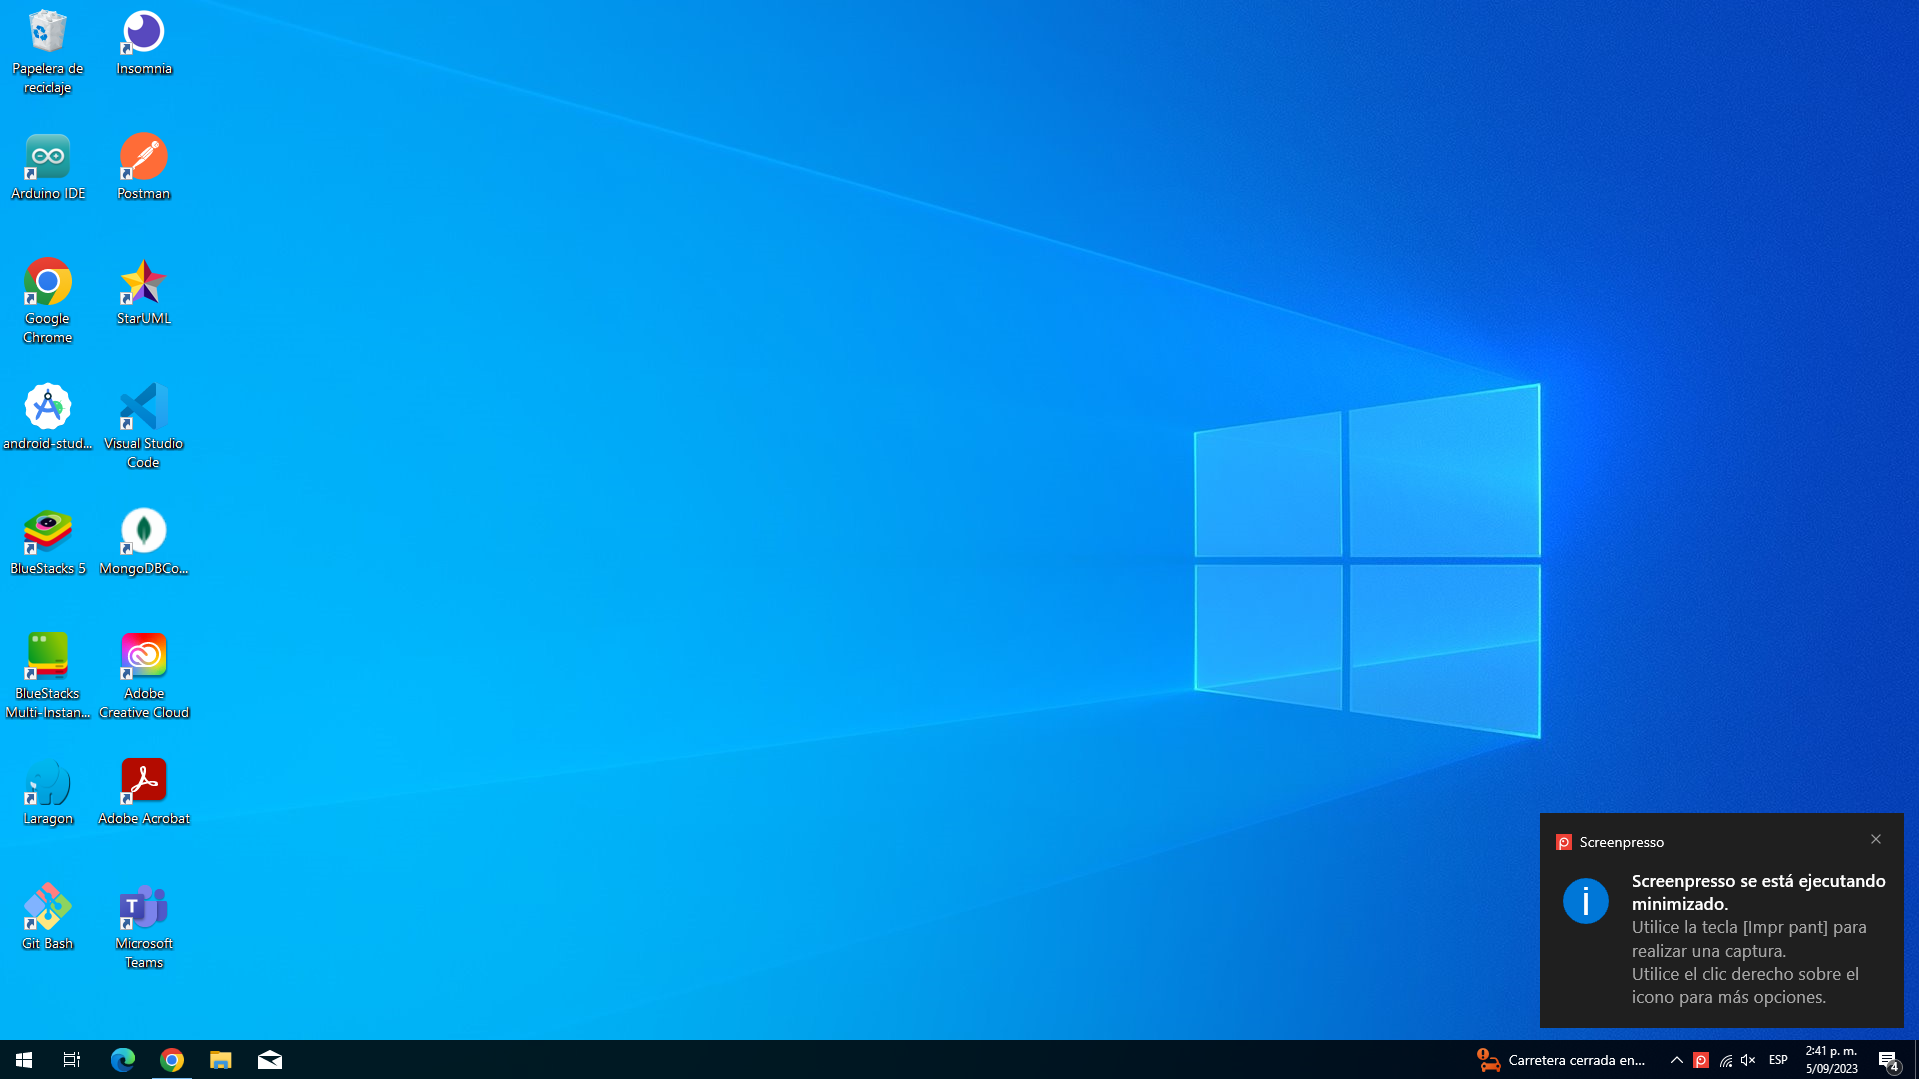 Papelera de
reciclaje
Insomnia
Arduino IDE
Postman
Google
Chrome
StarUML
android-stud...
Visual Studio
Code
BlueStacks 5
MongoDBCo...
BlueStacks
Multi-Instan...
Adobe
Creative Cloud
Laragon
Adobe Acrobat
Git Bash
Microsoft
Teams
Screenpresso
Screenpresso se está ejecutando
minimizado.
Utilice la tecla [Impr pant] para
realizar una captura.
Utilice el clic derecho sobre el
icono para más opciones.
Carretera cerrada en...
ESP
2:41 p. m.
5/09/2023
4